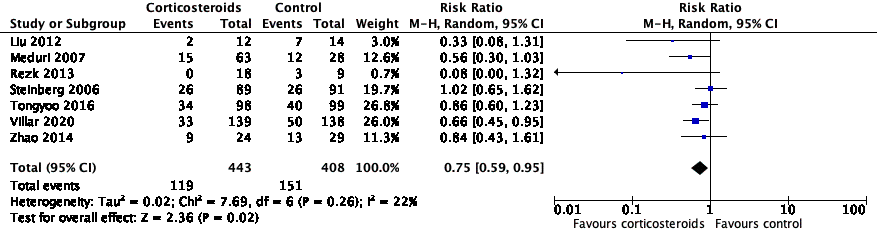 Corticosteroids Control Risk Ratio Risk Ratio
Study or Subgroup Events Total Events Total Weight M-H, Random, 95% CI M-H, Random, 95% CI
Liu 2012 2 12 7 14 3.0% 0.33 [0.08, 1.31]
Meduri 2007 15 63 12 28 12.6% 0.56 [0.30, 1.03]
Rezk 2013 0 18 3 9 0.7% 0.08 [0.00, 1.32]
Steinberg 2006 26 89 26 91 19.7% 1.02 [0.65, 1.62]
Tongyoo 2016 34 98 40 99 26.8% 0.86 [0.60, 1.23]
Villar 2020 33 139 50 138 26.0% 0.66 [0.45, 0.95]
Zhao 2014 9 24 13 29 11.3% 0.84 [0.43, 1.61]
Total (95% CI) 443 408 100.0% 0.75 [0.59, 0.95]
Total events 119 151
Heterogeneity: Tau² = 0.02; Chi² = 7.69, df = 6 (P = 0.26); I² = 22%
Test for overall effect: Z = 2.36 (P = 0.02)
0.01 0.1 1 10 100
Favours corticosteroids Favours control